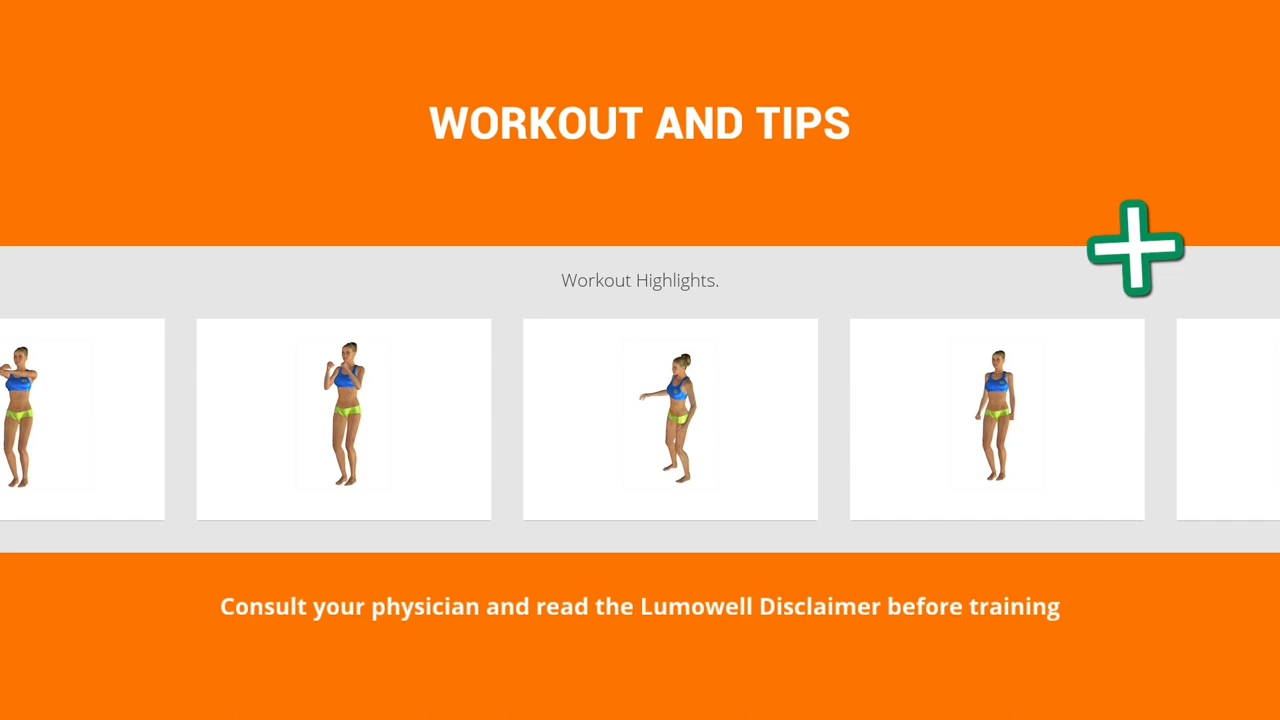 WORKOUT AND TIPS
Workout Highlights.
Consult your physician and read the Lumowell Disclaimer before training